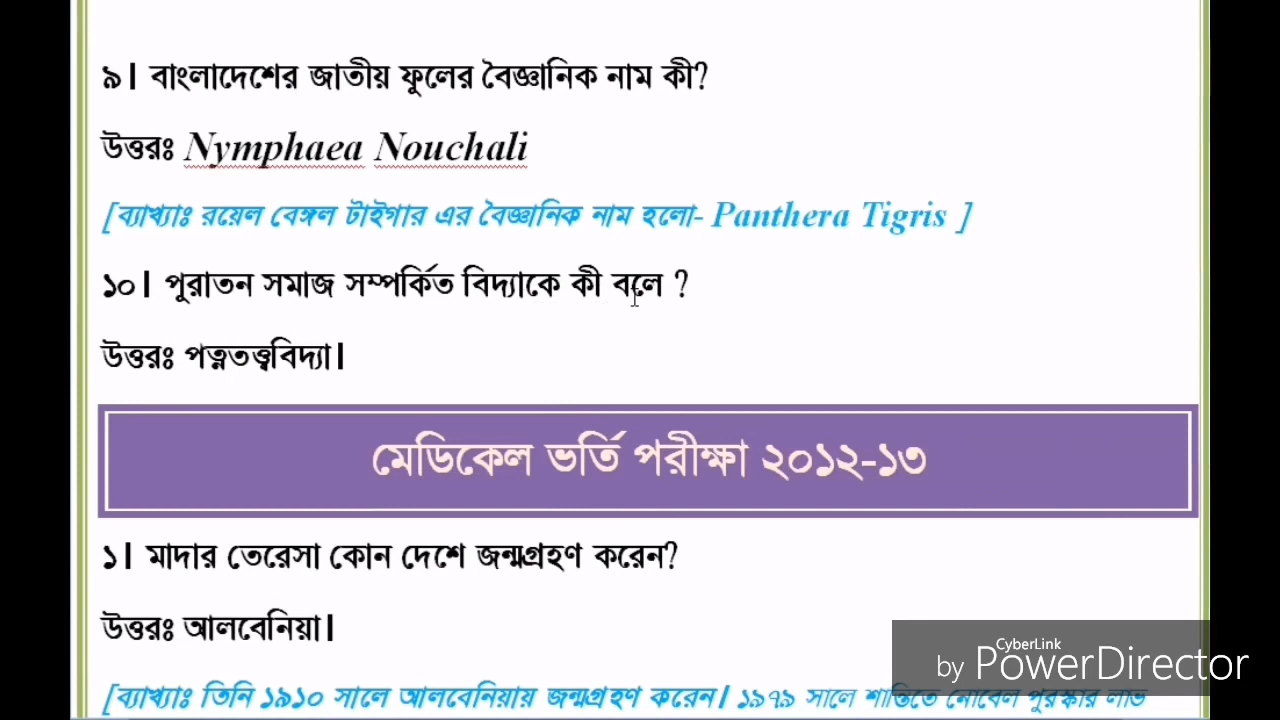 ৯। বাংলাদেশের জাতীয় ফুলের বৈজ্ঞানিক নাম কী?
উত্তরঃ Nymphaea Nouchali
[ব্যাখ্যাঃ রয়েল বেঙ্গল টাইগার এর বৈজ্ঞানিক নাম হলো- Panthera Tigris ]
১০। পুরাতন সমাজ সম্পর্কিত বিদ্যাকে কী বলে ?
উত্তরঃ পত্নতত্ত্ববিদ্যা।
মেডিকেল ভর্তি পরীক্ষা ২০১২-১৩
১। মাদার তেরেসা কোন দেশে জন্মগ্রহণ করেন?
উত্তরঃ আলবেনিয়া।
CyberLink
by PowerDirector
[ব্যাখ্যাঃ তিনি ১৯১০ সালে আলবেনিয়ায় জন্মগ্রহণ করেন। ১৯৭৯ সালে শান্তিতে নোবেল পুরস্কার লাভ